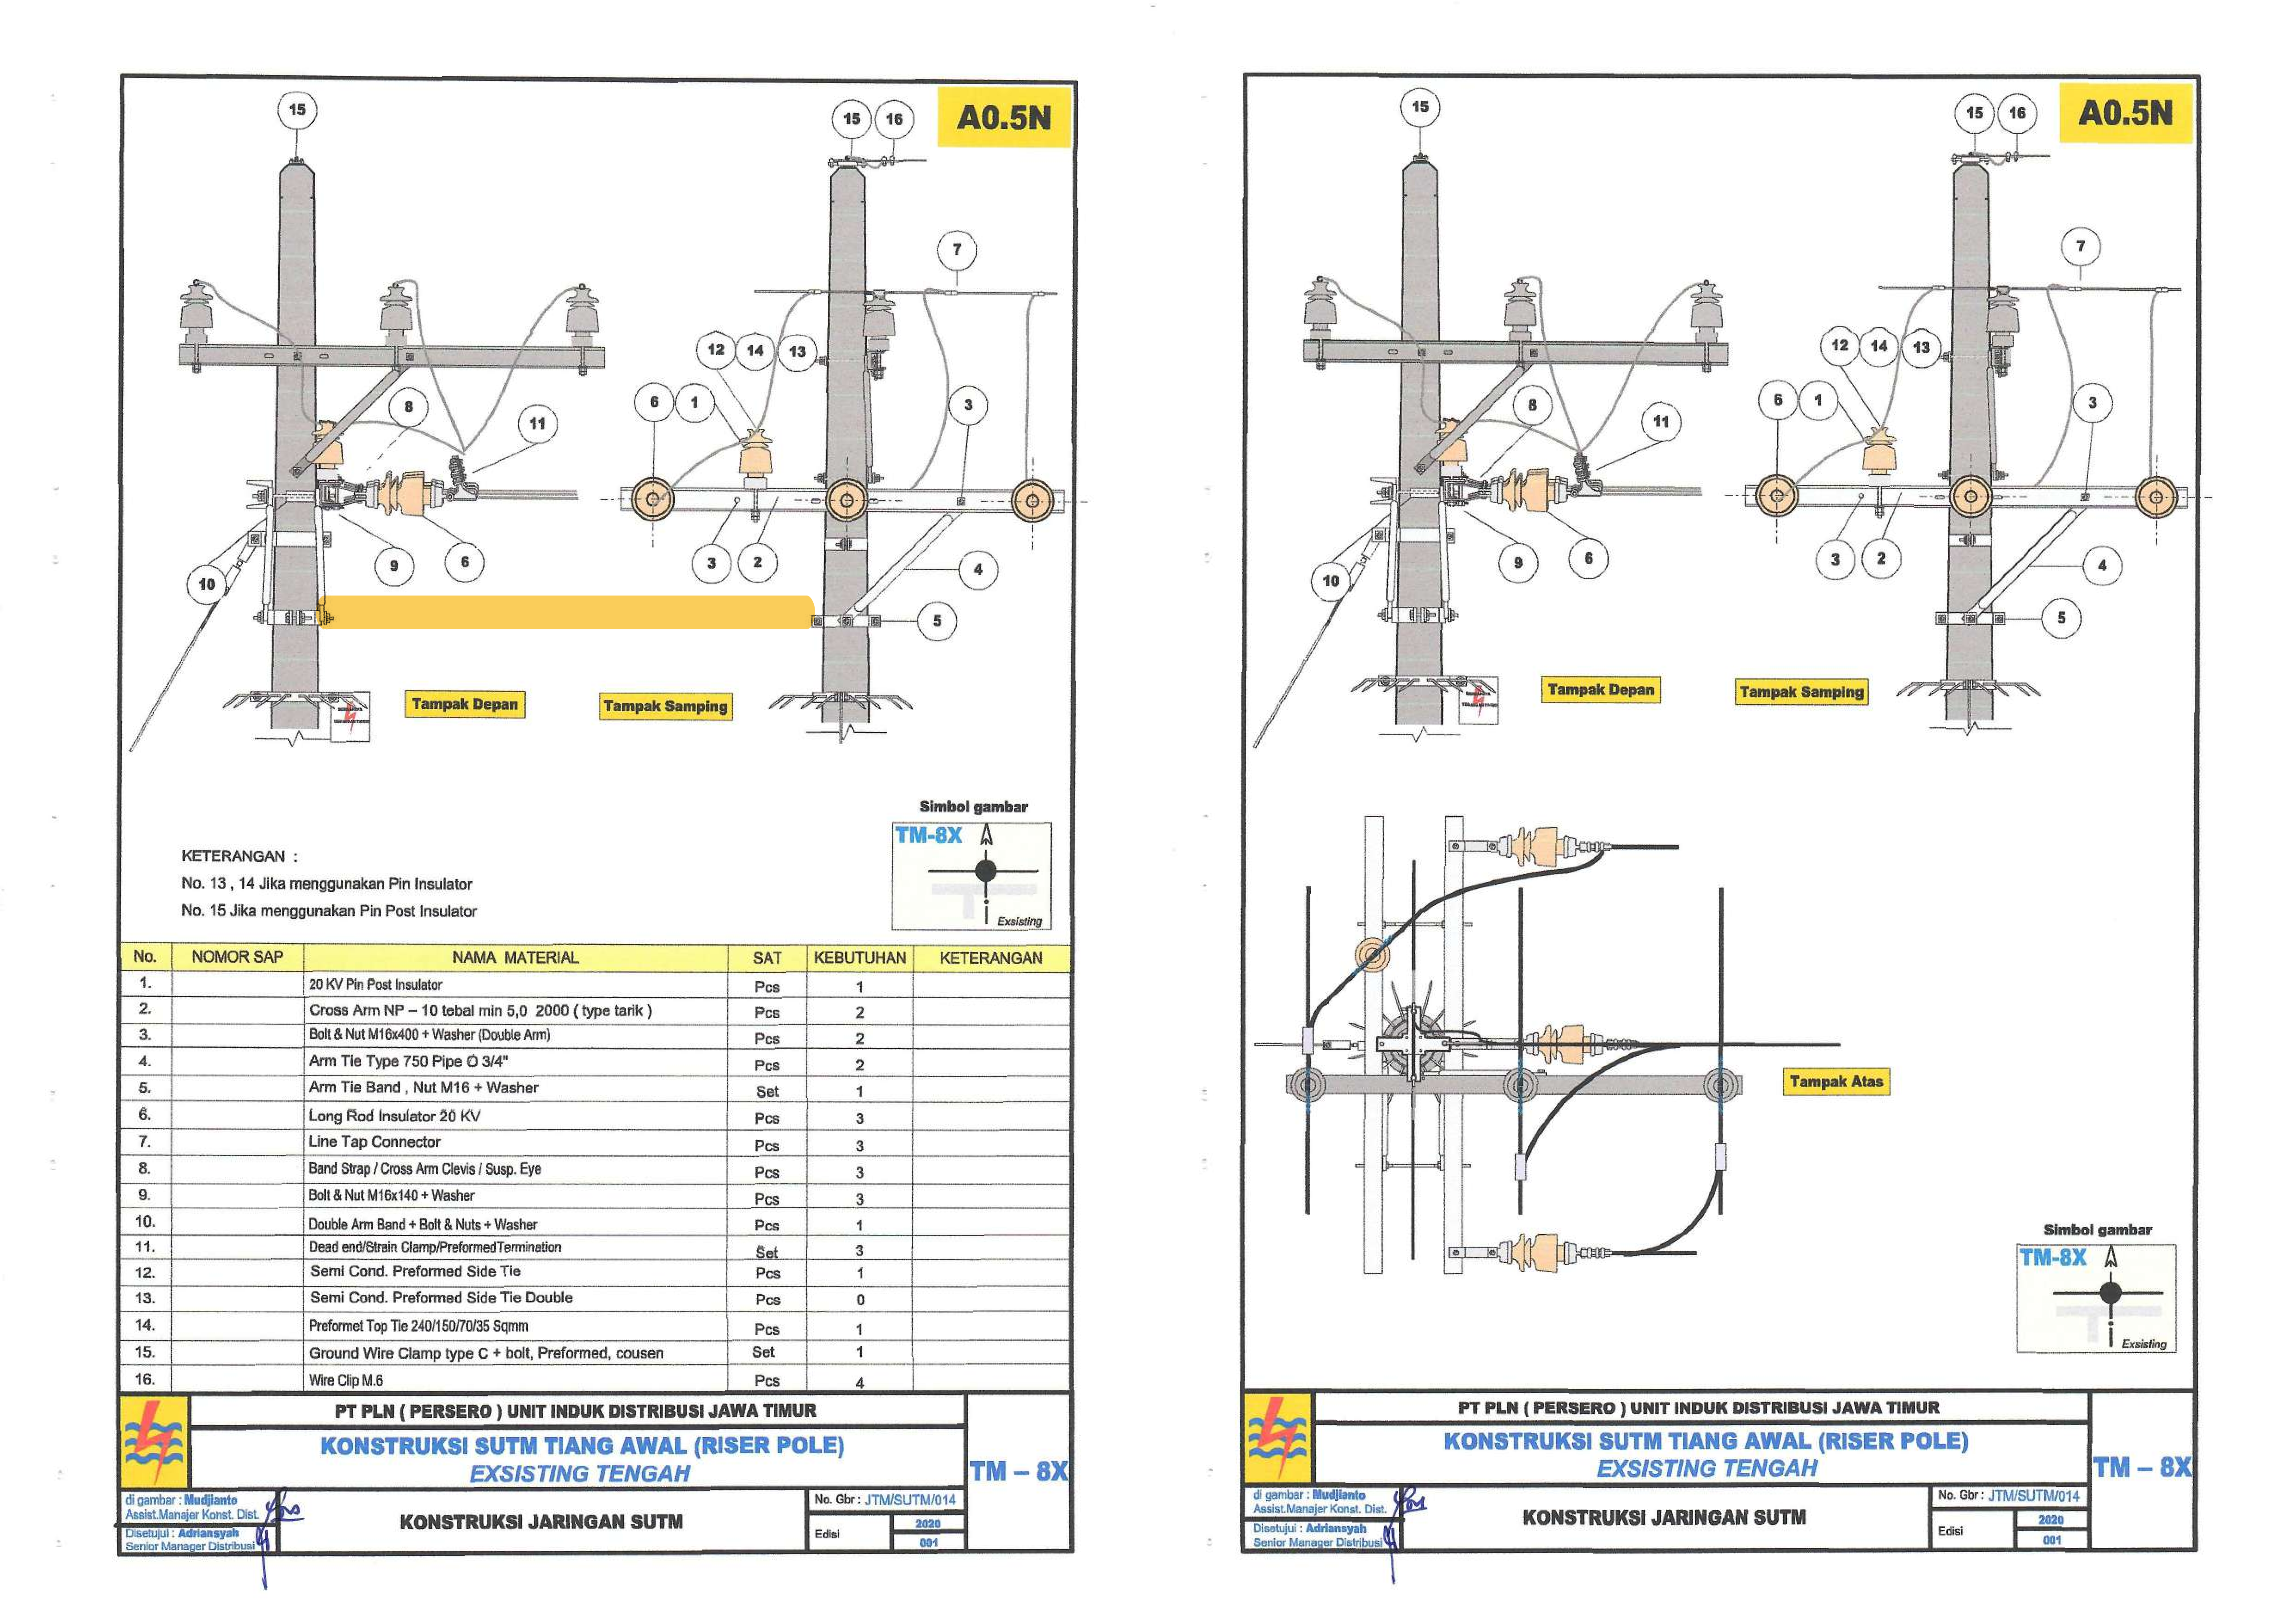 A0.5N
15
15
16
7
12
14
13
6
1
3
8
11
10
9
6
3
2
4
5
Tampak Depan
Tampak Samping
Simbol gambar
TM-8X
Exsisting
KETERANGAN :
No. 13 , 14 Jika menggunakan Pin Insulator
No. 15 Jika menggunakan Pin Post Insulator
No. NOMOR SAP NAMA MATERIAL SAT KEBUTUHAN KETERANGAN
1. 20 KV Pin Post Insulator Pcs 1
2. Cross Arm NP – 10 tebal min 5,0 2000 ( type tarik ) Pcs 2
3. Bolt & Nut M16x400 + Washer (Double Arm) Pcs 2
4. Arm Tie Type 750 Pipe O 3/4" Pcs 2
5. Arm Tie Band , Nut M16 + Washer Set 1
6. Long Rod Insulator 20 KV Pcs 3
7. Line Tap Connector Pcs 3
8. Band Strap / Cross Arm Clevis / Susp. Eye Pcs 3
9. Bolt & Nut M16x140 + Washer Pcs 3
10. Double Arm Band + Bolt & Nuts + Washer Pcs 1
11. Dead end/Strain Clamp/PreformedTermination Set 3
12. Semi Cond. Preformed Side Tie Pcs 1
13. Semi Cond. Preformed Side Tie Double Pcs 0
14. Preformet Top Tie 240/150/70/35 Sqmm Pcs 1
15. Ground Wire Clamp type C + bolt, Preformed, cousen Set 1
16. Wire Clip M.6 Pcs 4
PT PLN ( PERSERO ) UNIT INDUK DISTRIBUSI JAWA TIMUR
KONSTRUKSI SUTM TIANG AWAL (RISER POLE)
EXSISTING TENGAH
TM – 8X
di gambar : Mudjianto
Assist.Manajer Konst. Dist.
Disetujui : Adriansyah
Senior Manager Distribusi
KONSTRUKSI JARINGAN SUTM
No. Gbr : JTM/SUTM/014
Edisi
2020
001
A0.5N
15
15
16
7
12
14
13
6
1
3
8
11
10
9
6
3
2
4
5
Tampak Depan
Tampak Samping
Tampak Atas
Simbol gambar
TM-8X
Exsisting
PT PLN ( PERSERO ) UNIT INDUK DISTRIBUSI JAWA TIMUR
KONSTRUKSI SUTM TIANG AWAL (RISER POLE)
EXSISTING TENGAH
TM – 8X
di gambar : Mudjianto
Assist.Manajer Konst. Dist.
Disetujui : Adriansyah
Senior Manager Distribusi
KONSTRUKSI JARINGAN SUTM
No. Gbr : JTM/SUTM/014
Edisi
2020
001